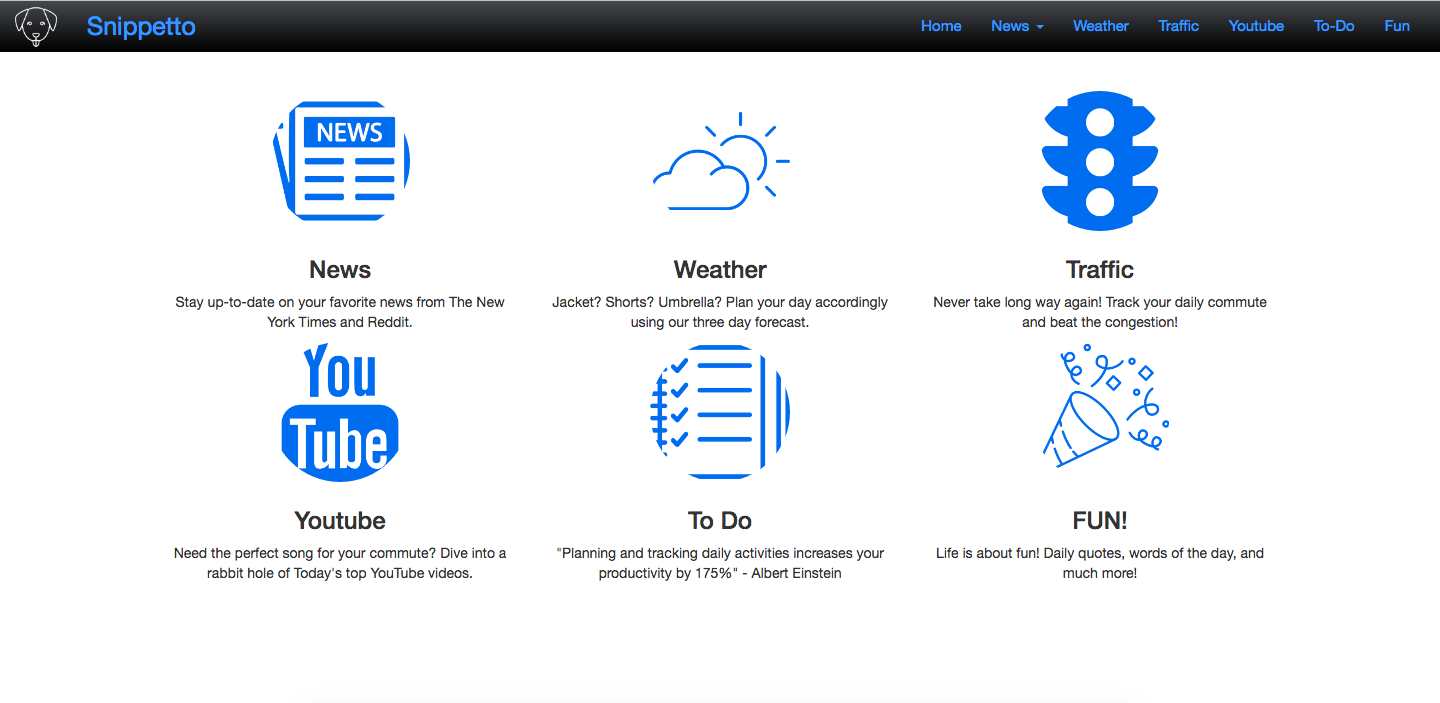 Snippetto
Home News Weather Traffic Youtube To-Do Fun
NEWS
News
Stay up-to-date on your favorite news from The New
York Times and Reddit.
Weather
Jacket? Shorts? Umbrella? Plan your day accordingly
using our three day forecast.
Traffic
Never take long way again! Track your daily commute
and beat the congestion!
You
Tube
Youtube
Need the perfect song for your commute? Dive into a
rabbit hole of Today's top YouTube videos.
To Do
"Planning and tracking daily activities increases your
productivity by 175%" - Albert Einstein
FUN!
Life is about fun! Daily quotes, words of the day, and
much more!